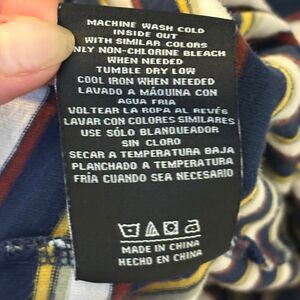 MACHINE WASH COLD
INSIDE OUT
WITH SIMILAR COLORS
ONLY NON-CHLORINE BLEACH
WHEN NEEDED
TUMBLE DRY LOW
COOL IRON WHEN NEEDED
LAVADO A MÁQUINA CON
AGUA FRIA
VOLTEAR LA ROPA AL REVÉS
LAVAR CON COLORES SIMILARES
USE SÓLO BLANQUEADOR
SIN CLORO
SECAR A TEMPERATURA BAJA
PLANCHADO A TEMPERATURA
FRÍA CUANDO SEA NECESARIO
MADE IN CHINA
HECHO EN CHINA